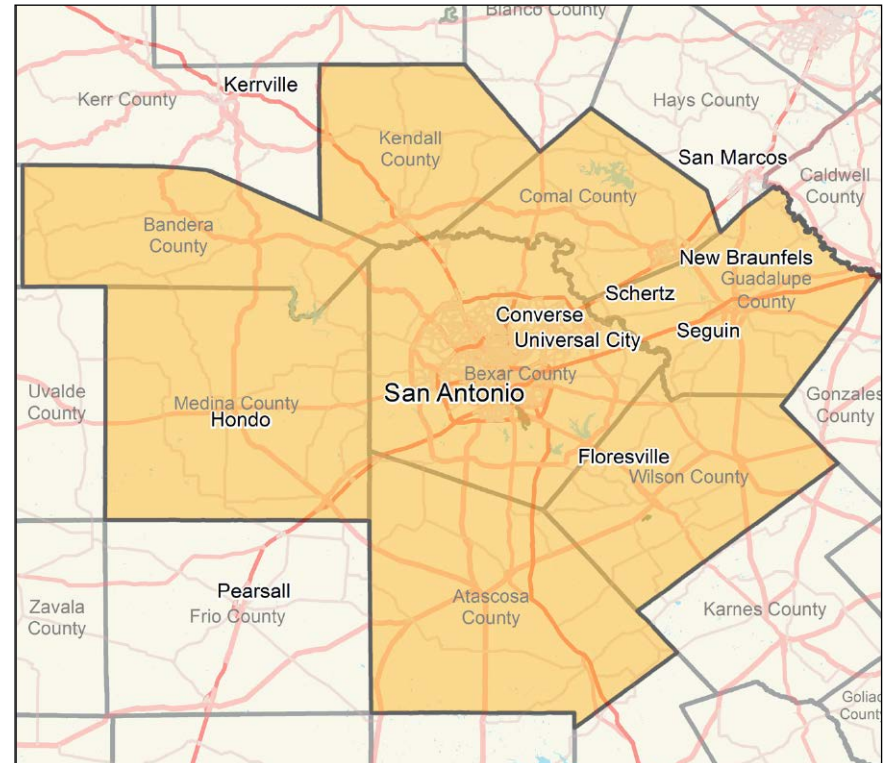 Blanco County
Kerrville
Kerr County
Hays County
Kendall
County
San Marcos
Caldwell
County
Comal County
Bandera
County
New Braunfels
Guadalupe
County
Schertz
Converse
Seguin
Universal City
Bexar County
San Antonio
Uvalde
County
Medina County
Hondo
Gonzales
County
Floresville
Wilson County
Pearsall
Frio County
Atascosa
County
Zavala
County
Karnes County
Goliad
County